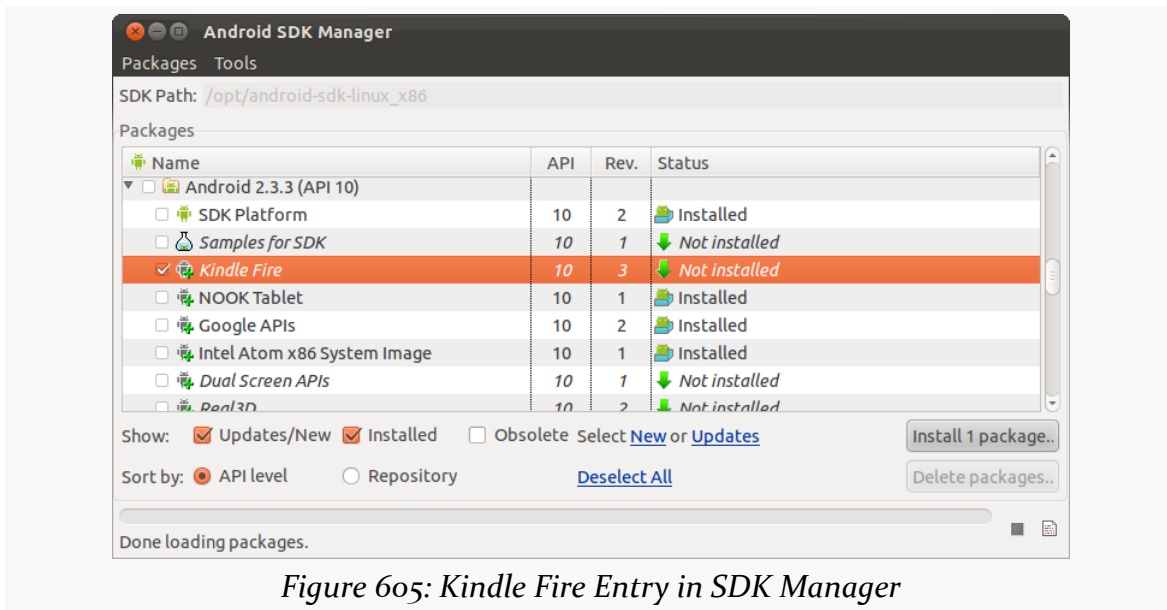 Android SDK Manager
Packages Tools
SDK Path: /opt/android-sdk-linux_x86
Packages
Name API Rev. Status
Android 2.3.3 (API 10)
SDK Platform 10 2 Installed
Samples for SDK 10 1 Not installed
Kindle Fire 10 3 Not installed
NOOK Tablet 10 1 Installed
Google APIs 10 2 Installed
Intel Atom x86 System Image 10 1 Installed
Dual Screen APIs 10 1 Not installed
Real3D 10 2 Not installed
Show: Updates/New Installed Obsolete Select New or Updates Install 1 package..
Sort by: API level Repository Deselect All Delete packages..
Done loading packages.
Figure 605: Kindle Fire Entry in SDK Manager